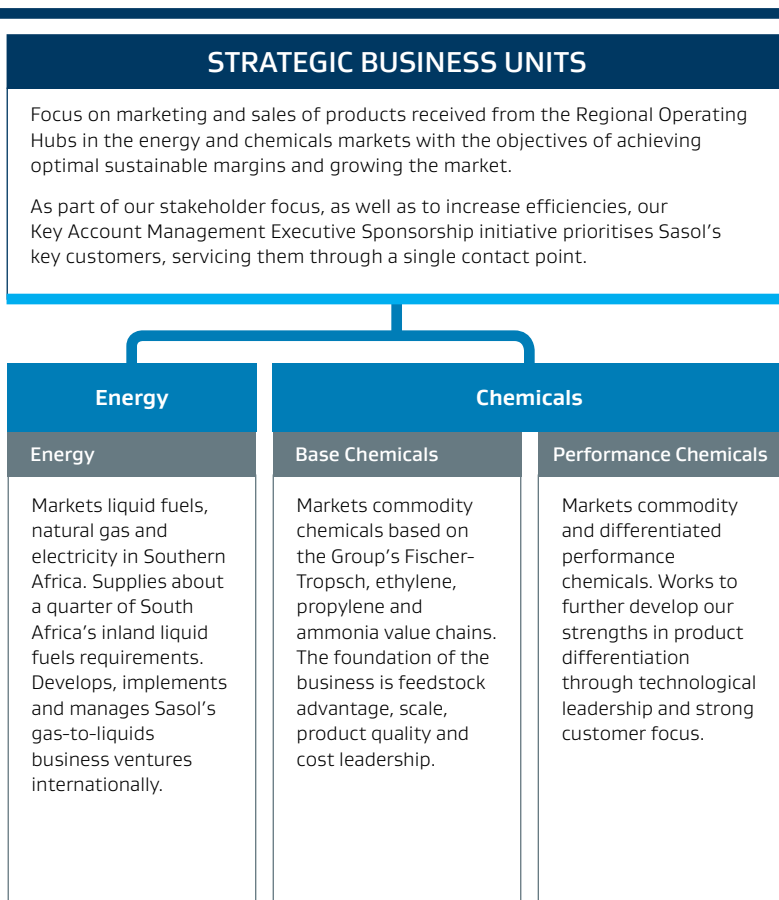 STRATEGIC BUSINESS UNITS
Focus on marketing and sales of products received from the Regional Operating
Hubs in the energy and chemicals markets with the objectives of achieving
optimal sustainable margins and growing the market.
As part of our stakeholder focus, as well as to increase efficiencies, our
Key Account Management Executive Sponsorship initiative prioritises Sasol's
key customers, servicing them through a single contact point.
Energy
Chemicals
Energy
Markets liquid fuels,
natural gas and
electricity in Southern
Africa. Supplies about
a quarter of South
Africa's inland liquid
fuels requirements.
Develops, implements
and manages Sasol's
gas-to-liquids
business ventures
internationally.
Base Chemicals
Markets commodity
chemicals based on
the Group's Fischer-
Tropsch, ethylene,
propylene and
ammonia value chains.
The foundation of the
business is feedstock
advantage, scale,
product quality and
cost leadership.
Performance Chemicals
Markets commodity
and differentiated
performance
chemicals. Works to
further develop our
strengths in product
differentiation
through technological
leadership and strong
customer focus.